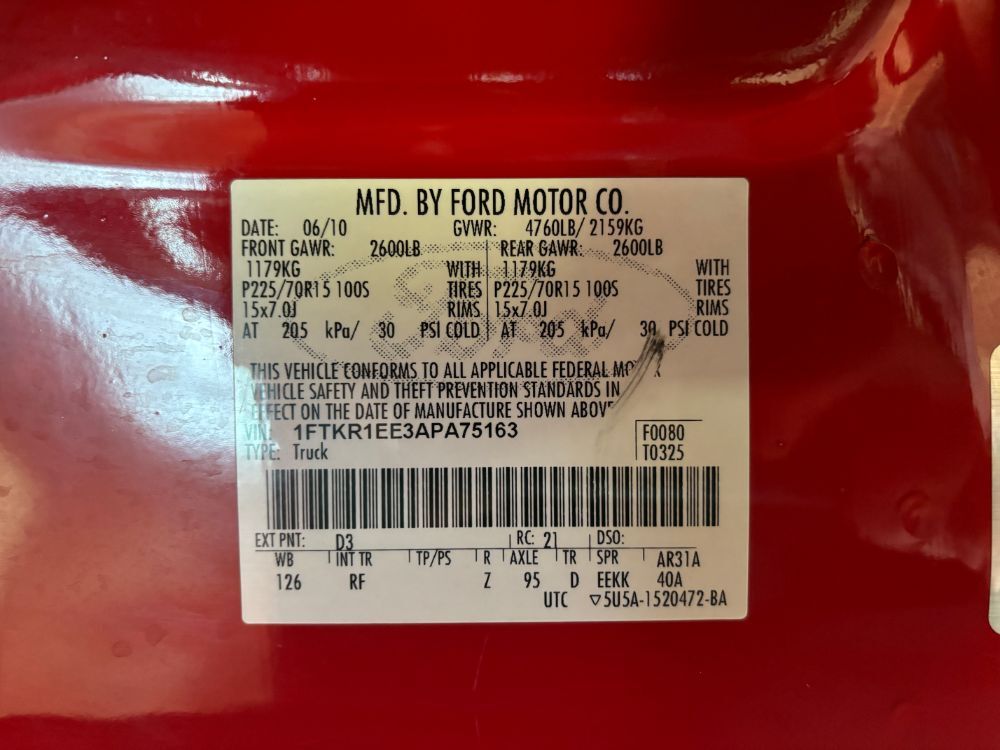 MFD. BY FORD MOTOR CO.
DATE: 06/10 GVWR: 4760LB/ 2159KG
FRONT GAWR: 2600LB REAR GAWR: 2600LB
1179KG WITH 1179KG WITH
P225/70R15 100S TIRES P225/70R15 100S TIRES
15x7.0J RIMS 15x7.0J RIMS
AT 205 kPa/ 30 PSI COLD AT 205 kPa/ 30 PSI COLD
THIS VEHICLE CONFORMS TO ALL APPLICABLE FEDERAL
VEHICLE SAFETY AND THEFT PREVENTION STANDARDS IN
EFFECT ON THE DATE OF MANUFACTURE SHOWN ABOVE
VIN: 1FTKR1EE3APA75163 F0080
TYPE: Truck T0325
EXT PNT: D3 RC: 21 DSO:
WB INT TR TP/PS R AXLE TR SPR AR31A
126 RF Z 95 D EEKK 40A
UTC ▽5U5A-1520472-BA